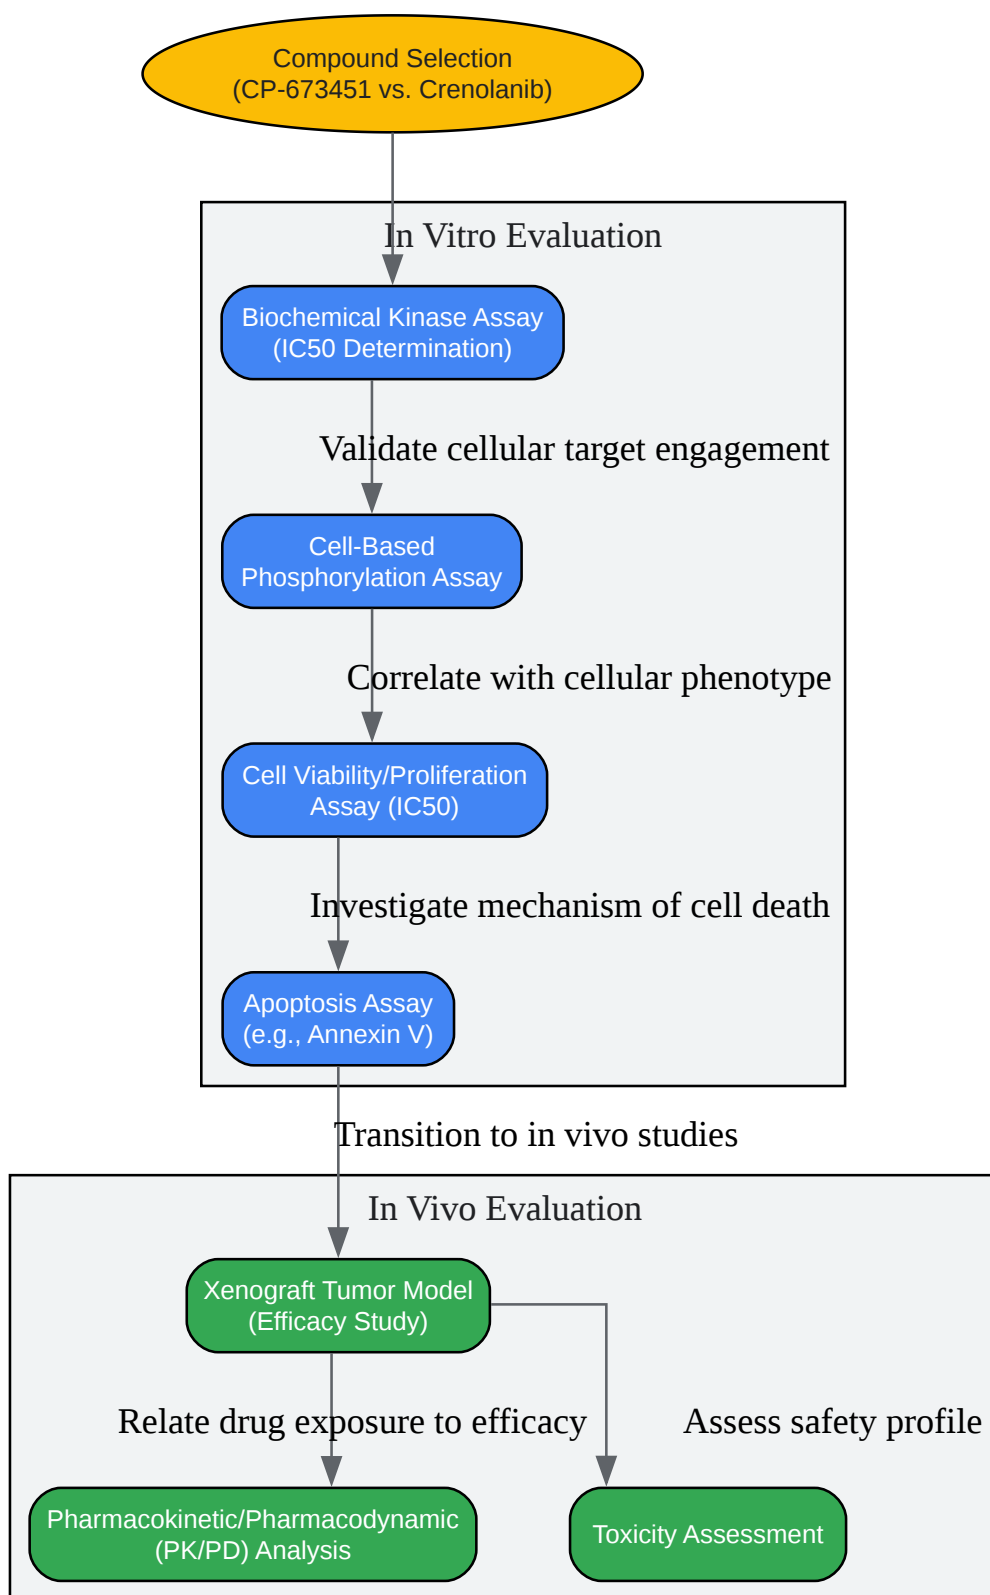 Compound Selection
(CP-673451 vs. Crenolanib)
In Vitro Evaluation
Biochemical Kinase Assay
(IC50 Determination)
Validate cellular target engagement
Cell-Based
Phosphorylation Assay
Correlate with cellular phenotype
Cell Viability/Proliferation
Assay (IC50)
Investigate mechanism of cell death
Apoptosis Assay
(e.g., Annexin V)
Transition to in vivo studies
In Vivo Evaluation
Xenograft Tumor Model
(Efficacy Study)
Relate drug exposure to efficacy
Assess safety profile
Pharmacokinetic/Pharmacodynamic
(PK/PD) Analysis
Toxicity Assessment